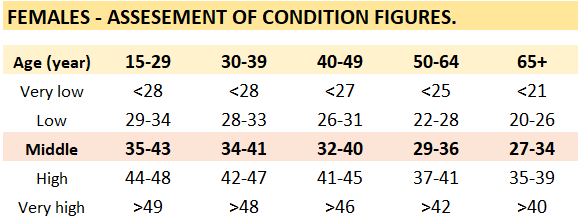 FEMALES - ASSESEMENT OF CONDITION FIGURES.
Age (year) 15-29 30-39 40-49 50-64 65+
Very low <28 <28 <27 <25 <21
Low 29-34 28-33 26-31 22-28 20-26
Middle 35-43 34-41 32-40 29-36 27-34
High 44-48 42-47 41-45 37-41 35-39
Very high >49 >48 >46 >42 >40